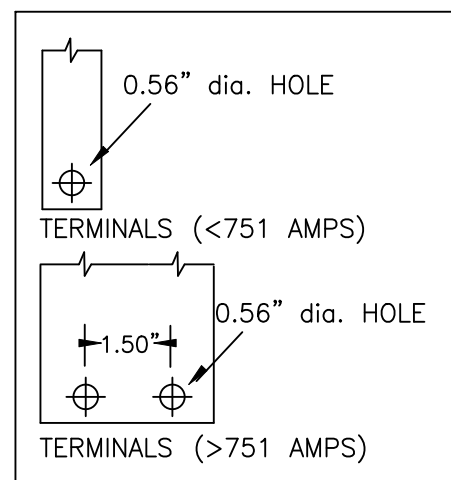 0.56” dia. HOLE
TERMINALS (<751 AMPS)
0.56” dia. HOLE
1.50”
TERMINALS (>751 AMPS)